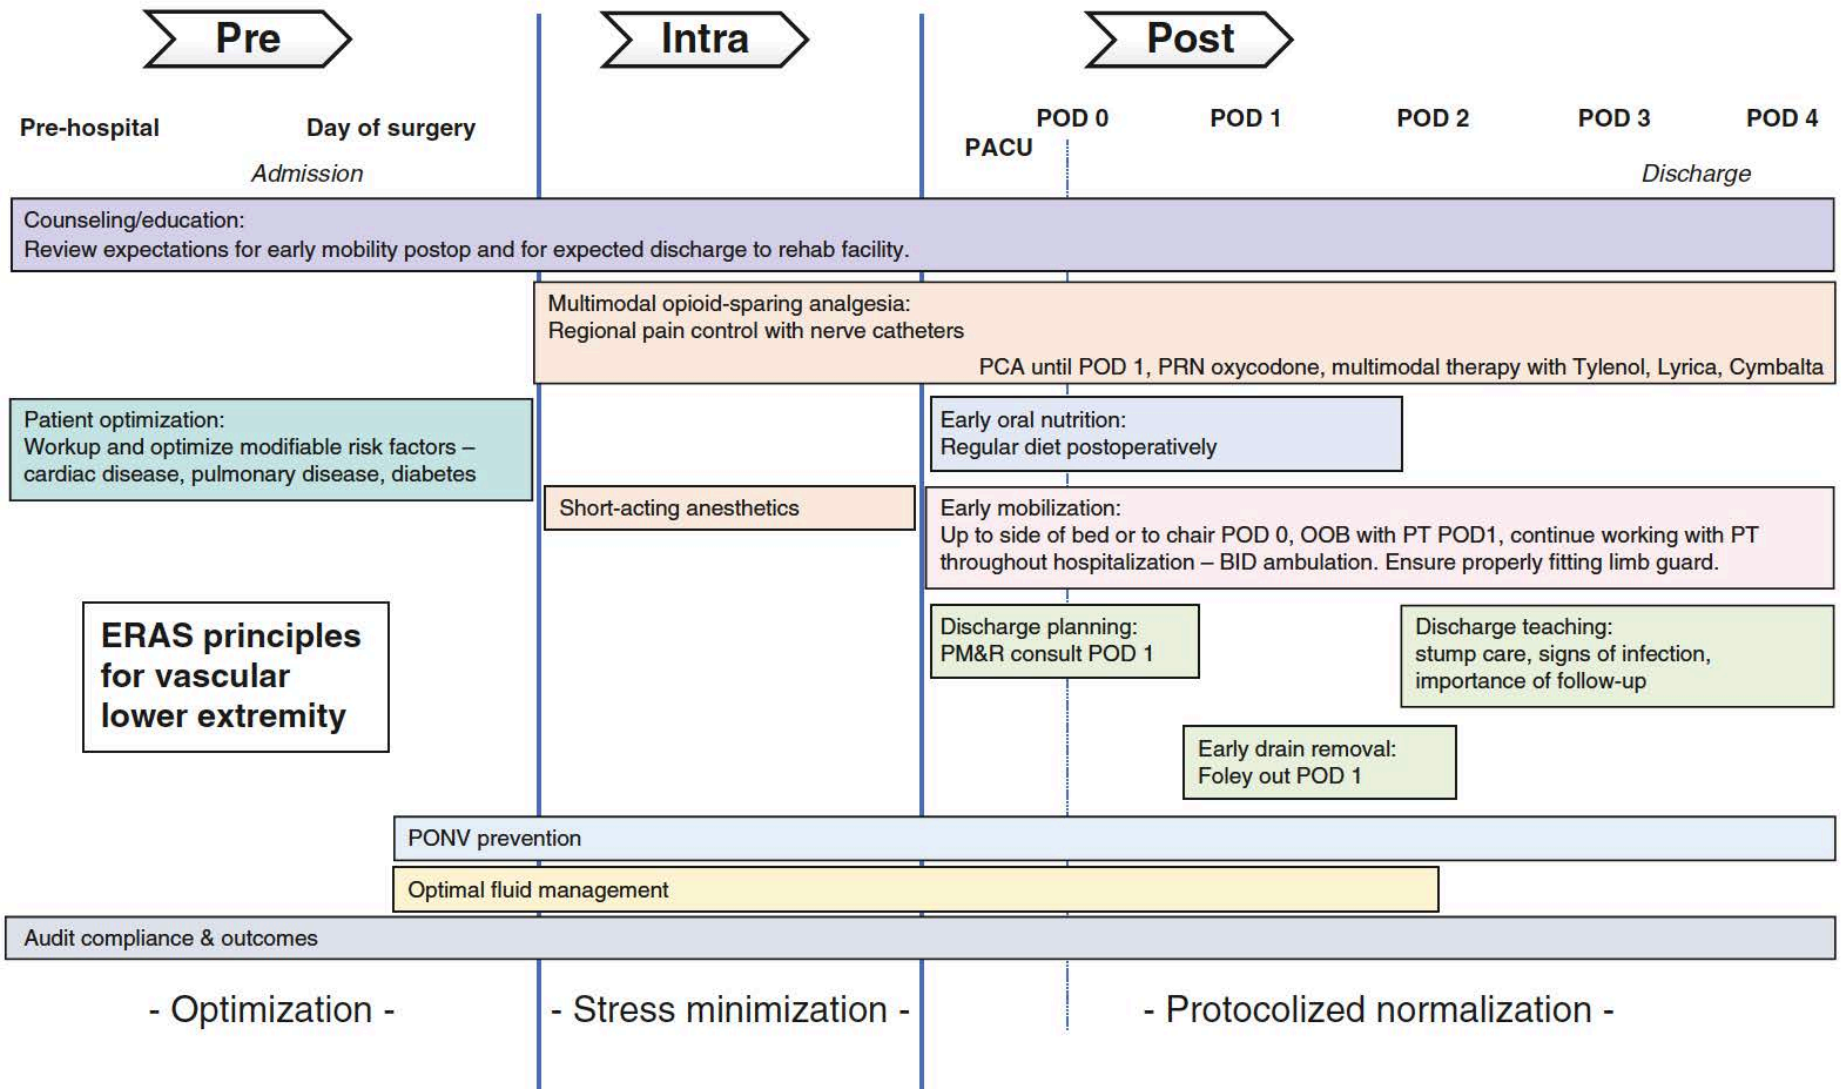 Pre
Intra
Post
Pre-hospital
Day of surgery
Admission
PACU
POD 0
POD 1
POD 2
POD 3
POD 4
Discharge
Counseling/education:
Review expectations for early mobility postop and for expected discharge to rehab facility.
Multimodal opioid-sparing analgesia:
Regional pain control with nerve catheters
PCA until POD 1, PRN oxycodone, multimodal therapy with Tylenol, Lyrica, Cymbalta
Patient optimization:
Workup and optimize modifiable risk factors –
cardiac disease, pulmonary disease, diabetes
Early oral nutrition:
Regular diet postoperatively
Short-acting anesthetics
Early mobilization:
Up to side of bed or to chair POD 0, OOB with PT POD1, continue working with PT
throughout hospitalization – BID ambulation. Ensure properly fitting limb guard.
ERAS principles
for vascular
lower extremity
Discharge planning:
PM&R consult POD 1
Discharge teaching:
stump care, signs of infection,
importance of follow-up
Early drain removal:
Foley out POD 1
PONV prevention
Optimal fluid management
Audit compliance & outcomes
- Optimization -
- Stress minimization -
- Protocolized normalization -